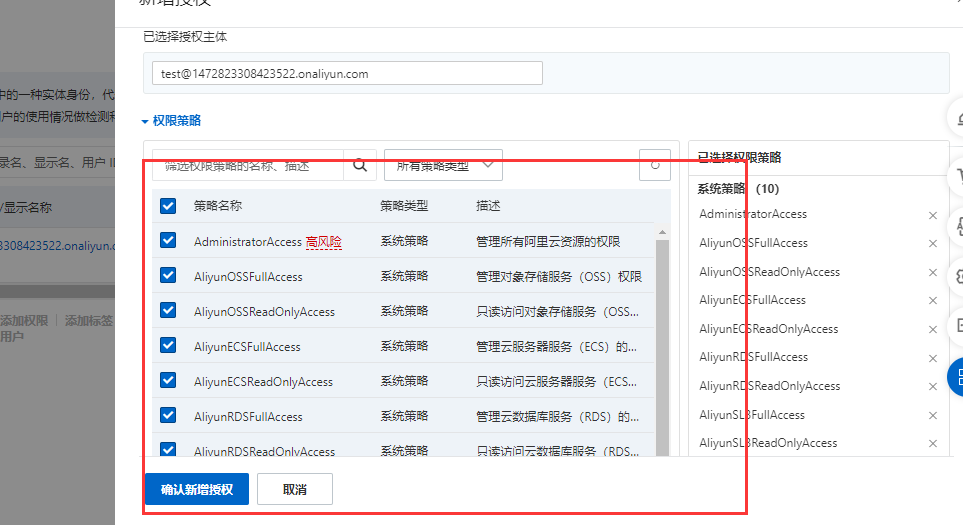 新增授权
已选择授权主体
test@1472823308423522.onaliyun.com
中的一种实体身份，代
用户的使用情况做检测和
权限策略
录名、显示名、用户 I
筛选权限策略的名称、描述
所有策略类型
已选择权限策略
系统策略 (10)
/显示名称
策略名称 策略类型 描述
AdministratorAccess
3308423522.onaliyun.c
AdministratorAccess 高风险 系统策略 管理所有阿里云资源的权限
AliyunOSSFullAccess
AliyunOSSFullAccess 系统策略 管理对象存储服务（OSS）权限
AliyunOSSReadOnlyAccess
AliyunOSSReadOnlyAccess 系统策略 只读访问对象存储服务（OSS...
AliyunECSFullAccess
添加权限 添加标签
用户
AliyunECSFullAccess 系统策略 管理云服务器服务（ECS）的...
AliyunECSReadOnlyAccess
AliyunECSReadOnlyAccess 系统策略 只读访问云服务器服务（ECS...
AliyunRDSFullAccess
AliyunRDSReadOnlyAccess
AliyunRDSFullAccess 系统策略 管理云数据库服务（RDS）的...
AliyunSLBFullAccess
AliyunRDSReadOnlyAccess 系统策略 只读访问云数据库服务（RDS...
AliyunSLBReadOnlyAccess
确认新增授权 取消